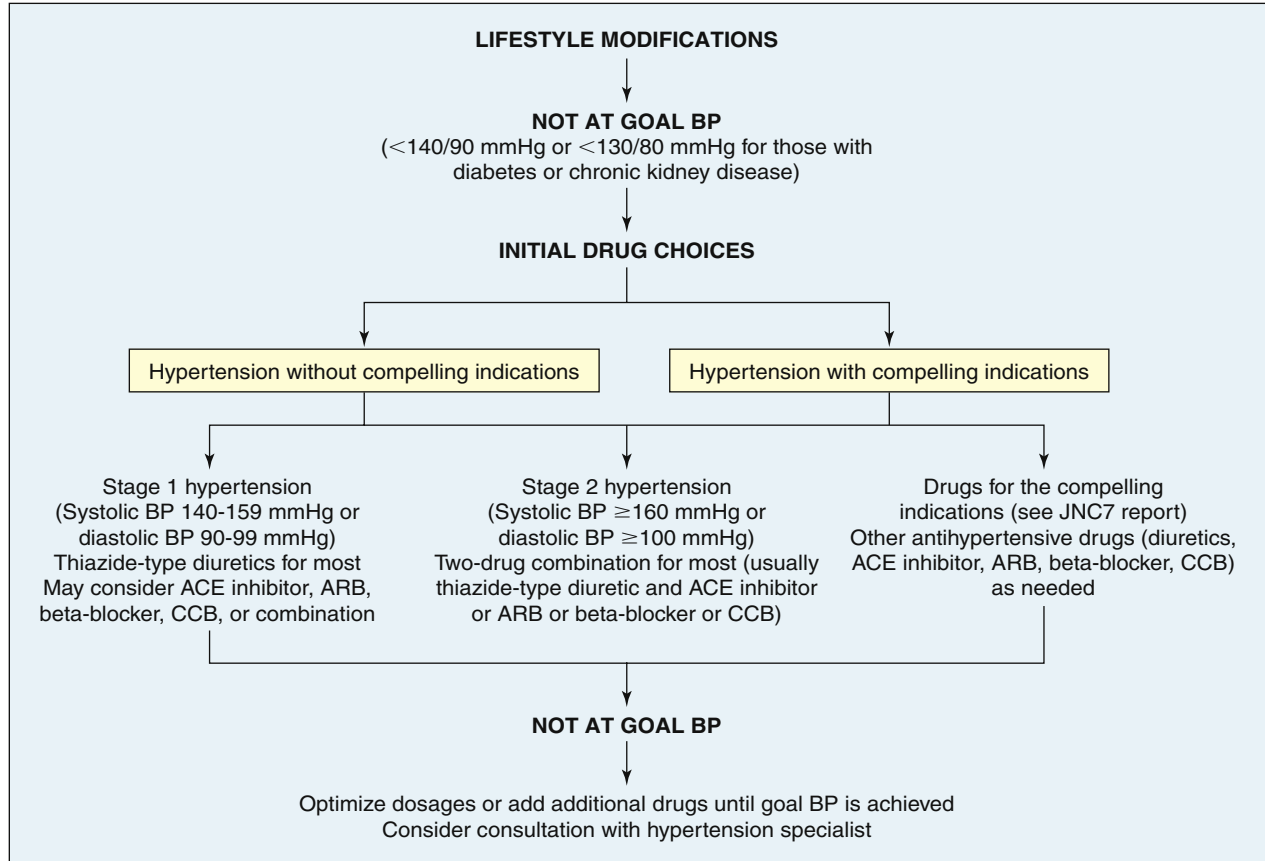 LIFESTYLE MODIFICATIONS
NOT AT GOAL BP
(<140/90 mmHg or <130/80 mmHg for those with
diabetes or chronic kidney disease)
INITIAL DRUG CHOICES
Hypertension without compelling indications
Hypertension with compelling indications
Stage 1 hypertension
(Systolic BP 140-159 mmHg or
diastolic BP 90-99 mmHg)
Thiazide-type diuretics for most
May consider ACE inhibitor, ARB,
beta-blocker, CCB, or combination
Stage 2 hypertension
(Systolic BP ≥160 mmHg or
diastolic BP ≥100 mmHg)
Two-drug combination for most (usually
thiazide-type diuretic and ACE inhibitor
or ARB or beta-blocker or CCB)
Drugs for the compelling
indications (see JNC7 report)
Other antihypertensive drugs (diuretics,
ACE inhibitor, ARB, beta-blocker, CCB)
as needed
NOT AT GOAL BP
Optimize dosages or add additional drugs until goal BP is achieved
Consider consultation with hypertension specialist